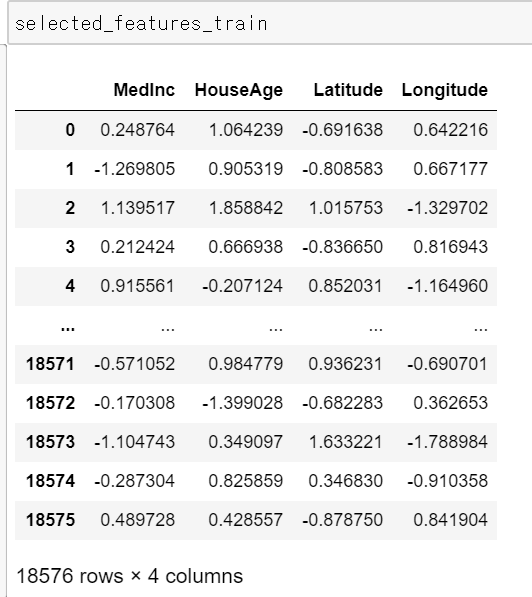 selected_features_train
MedInc HouseAge Latitude Longitude
0 0.248764 1.064239 -0.691638 0.642216
1 -1.269805 0.905319 -0.808583 0.667177
2 1.139517 1.858842 1.015753 -1.329702
3 0.212424 0.666938 -0.836650 0.816943
4 0.915561 -0.207124 0.852031 -1.164960
... ... ... ... ...
18571 -0.571052 0.984779 0.936231 -0.690701
18572 -0.170308 -1.399028 -0.682283 0.362653
18573 -1.104743 0.349097 1.633221 -1.788984
18574 -0.287304 0.825859 0.346830 -0.910358
18575 0.489728 0.428557 -0.878750 0.841904
18576 rows × 4 columns